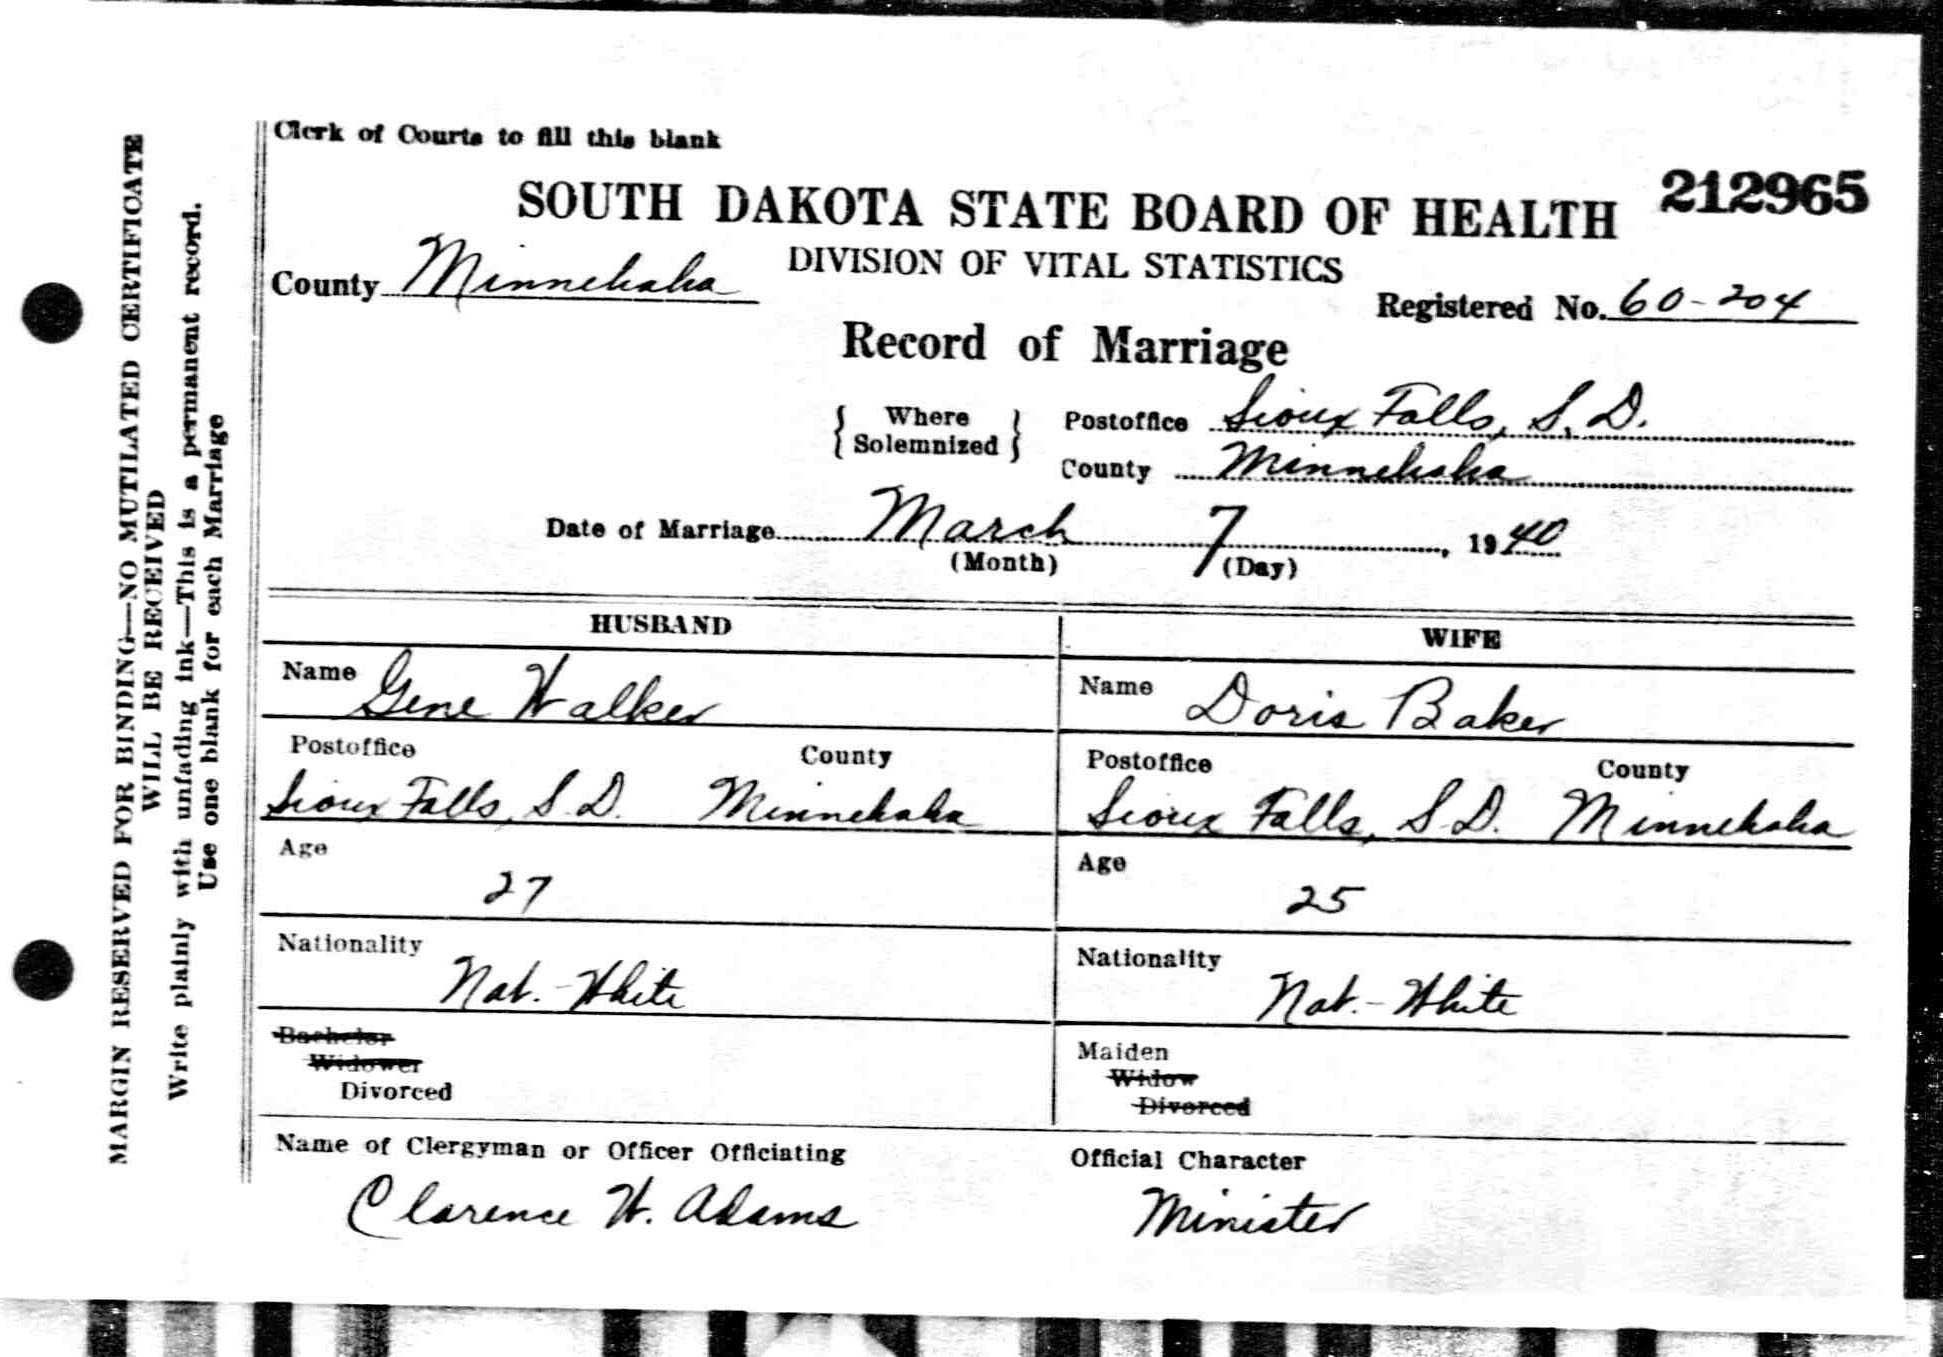 Clerk of Courts to fill this blank
212965
SOUTH DAKOTA STATE BOARD OF HEALTH
DIVISION OF VITAL STATISTICS
County Minnehaha
Registered No. 60-204
Record of Marriage
{ Where Solemnized } Postoffice Sioux Falls, S. D.
County Minnehaha
Date of Marriage March 7, 1940
(Month) (Day)
HUSBAND WIFE
Name Gene Walker Name Doris Baker
Postoffice County Postoffice County
Sioux Falls, S. D. Minnehaha Sioux Falls, S. D. Minnehaha
Age 27 Age 25
Nationality Nationality
Nat. - White Nat. - White
Bachelor Maiden
Widower Widow
Divorced Divorced
Name of Clergyman or Officer Officiating Official Character
Clarence W. Adams Minister
MARGIN RESERVED FOR BINDING—NO MUTILATED CERTIFICATE
WILL BE RECEIVED
Write plainly with unfading ink—This is a permanent record.
Use one blank for each Marriage